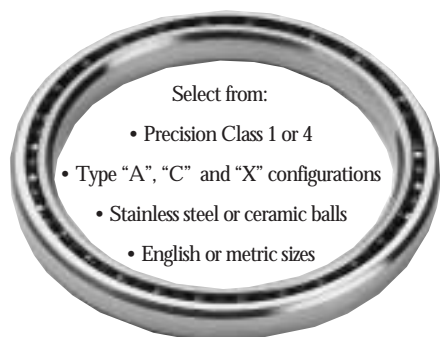 Select from:
• Precision Class 1 or 4
• Type “A”, “C” and “X” configurations
• Stainless steel or ceramic balls
• English or metric sizes